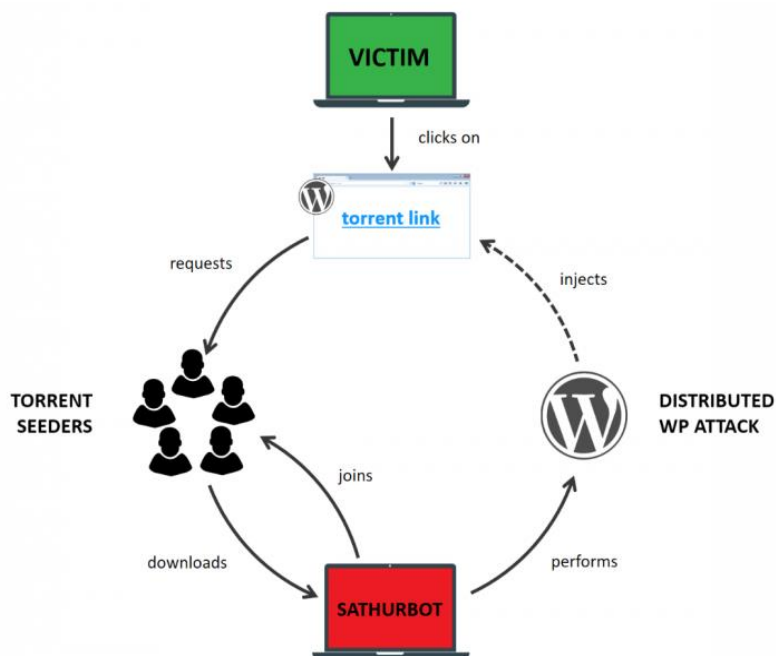 VICTIM
clicks on
torrent link
requests
injects
TORRENT
SEEDERS
DISTRIBUTED
WP ATTACK
joins
downloads
performs
SATHURBOT